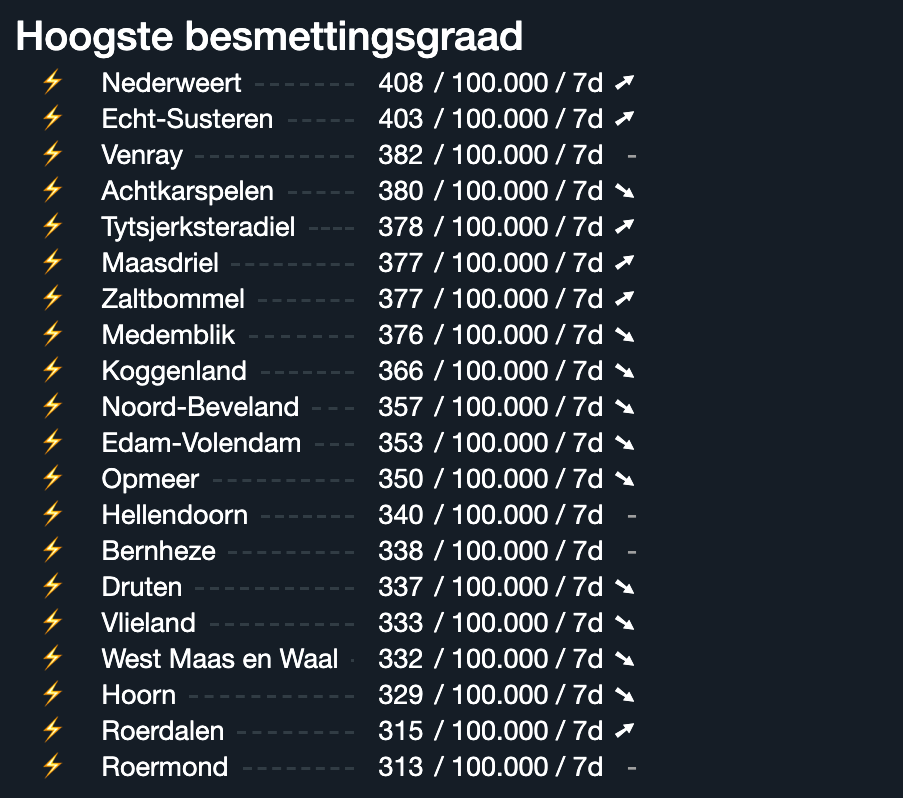 Hoogste besmettingsgraad
⚡ Nederweert ------- 408 / 100.000 / 7d ➚
⚡ Echt-Susteren ----- 403 / 100.000 / 7d ➚
⚡ Venray ----------- 382 / 100.000 / 7d -
⚡ Achtkarspelen ----- 380 / 100.000 / 7d ➘
⚡ Tytsjerksteradiel ---- 378 / 100.000 / 7d ➚
⚡ Maasdriel --------- 377 / 100.000 / 7d ➚
⚡ Zaltbommel ------- 377 / 100.000 / 7d ➚
⚡ Medemblik -------- 376 / 100.000 / 7d ➘
⚡ Koggenland ------- 366 / 100.000 / 7d ➘
⚡ Noord-Beveland --- 357 / 100.000 / 7d ➘
⚡ Edam-Volendam --- 353 / 100.000 / 7d ➘
⚡ Opmeer ---------- 350 / 100.000 / 7d ➘
⚡ Hellendoorn ------- 340 / 100.000 / 7d -
⚡ Bernheze --------- 338 / 100.000 / 7d -
⚡ Druten ----------- 337 / 100.000 / 7d ➘
⚡ Vlieland ---------- 333 / 100.000 / 7d ➘
⚡ West Maas en Waal - 332 / 100.000 / 7d ➘
⚡ Hoorn ------------ 329 / 100.000 / 7d ➘
⚡ Roerdalen -------- 315 / 100.000 / 7d ➚
⚡ Roermond -------- 313 / 100.000 / 7d -